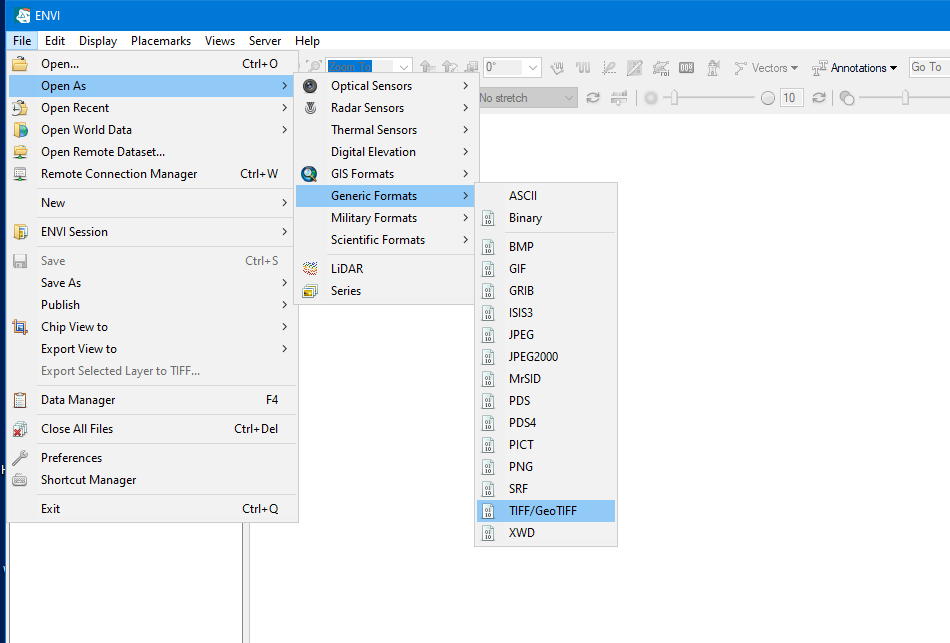 ENVI
File Edit Display Placemarks Views Server Help
Open... Ctrl+O
Open As
Open Recent
Open World Data
Open Remote Dataset...
Remote Connection Manager Ctrl+W
New
ENVI Session
Save Ctrl+S
Save As
Publish
Chip View to
Export View to
Export Selected Layer to TIFF...
Data Manager F4
Close All Files Ctrl+Del
Preferences
Shortcut Manager
Exit Ctrl+Q
Zoom To 0° Vectors Annotations Go To
No stretch 10
Optical Sensors
Radar Sensors
Thermal Sensors
Digital Elevation
GIS Formats
Generic Formats
Military Formats
Scientific Formats
LiDAR
Series
ASCII
Binary
BMP
GIF
GRIB
ISIS3
JPEG
JPEG2000
MrSID
PDS
PDS4
PICT
PNG
SRF
TIFF/GeoTIFF
XWD